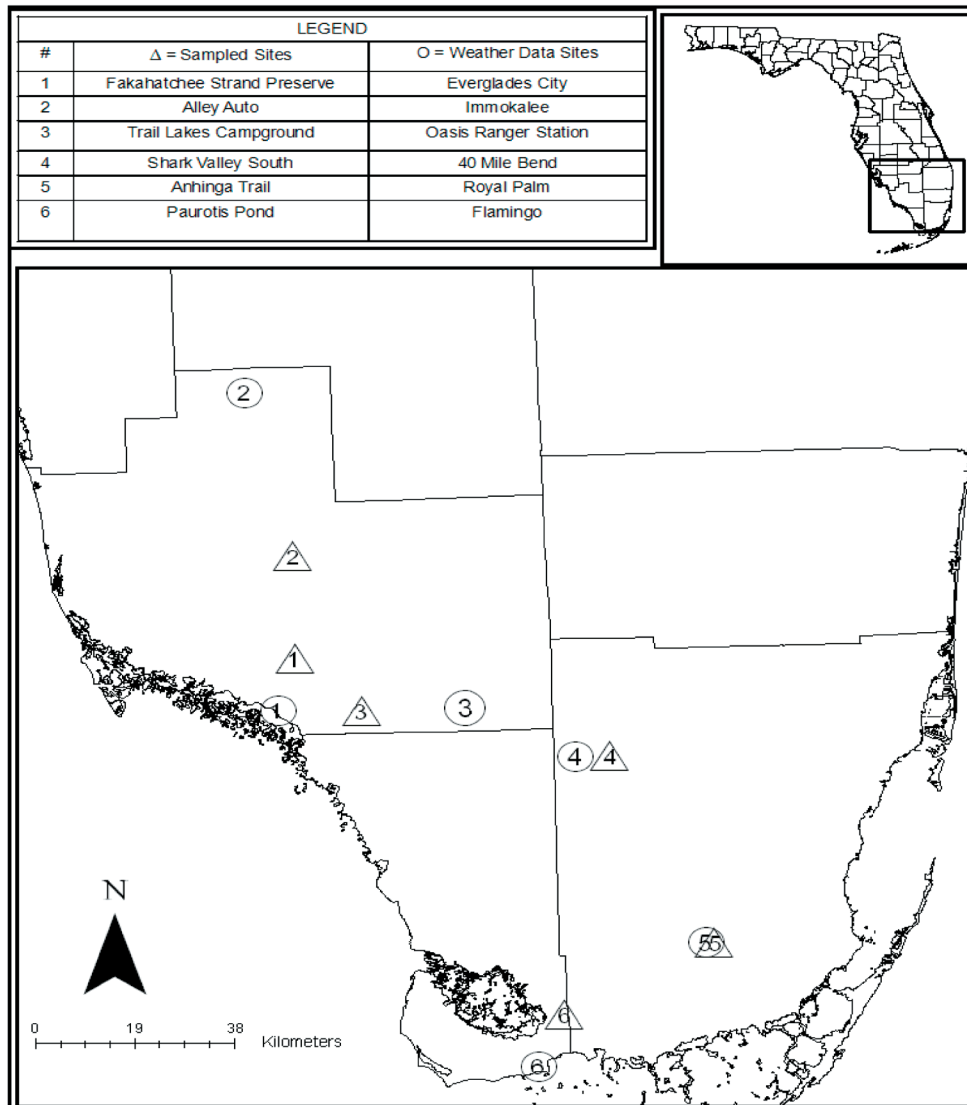 LEGEND
# Δ = Sampled Sites O = Weather Data Sites
1 Fakahatchee Strand Preserve Everglades City
2 Alley Auto Immokalee
3 Trail Lakes Campground Oasis Ranger Station
4 Shark Valley South 40 Mile Bend
5 Anhinga Trail Royal Palm
6 Paurotis Pond Flamingo
2
2
1
1 3 3
4 4
5 5
6
6
N
0 19 38 Kilometers